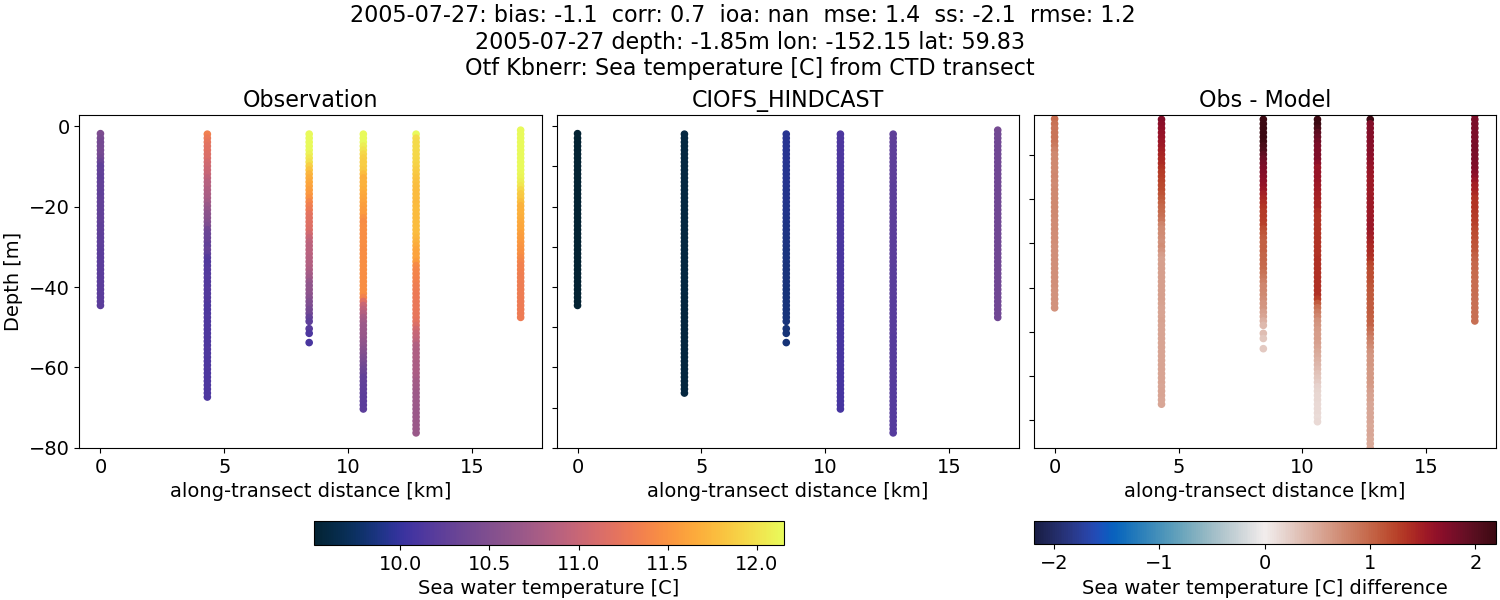 2005-07-27: bias: -1.1  corr: 0.7  ioa: nan  mse: 1.4  ss: -2.1  rmse: 1.2
2005-07-27 depth: -1.85m lon: -152.15 lat: 59.83
Otf Kbnerr: Sea temperature [C] from CTD transect
Observation
CIOFS_HINDCAST
Obs - Model
Depth [m]
0
−20
−40
−60
−80
0 5 10 15
0 5 10 15
0 5 10 15
along-transect distance [km]
along-transect distance [km]
along-transect distance [km]
10.0 10.5 11.0 11.5 12.0
Sea water temperature [C]
−2 −1 0 1 2
Sea water temperature [C] difference